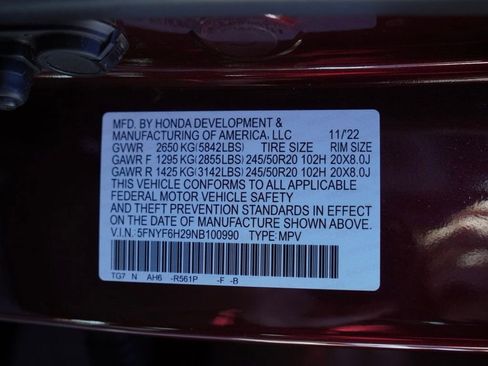 MFD. BY HONDA DEVELOPMENT &
MANUFACTURING OF AMERICA, LLC 11/'22
GVWR 2650 KG(5842LBS) TIRE SIZE RIM SIZE
GAWR F 1295 KG(2855LBS) 245/50R20 102H 20X8.0J
GAWR R 1425 KG(3142LBS) 245/50R20 102H 20X8.0J
THIS VEHICLE CONFORMS TO ALL APPLICABLE
FEDERAL MOTOR VEHICLE SAFETY
AND THEFT PREVENTION STANDARDS IN EFFECT
ON THE DATE OF MANUFACTURE SHOWN ABOVE.
V.I.N: 5FNYF6H29NB100990 TYPE: MPV
TG7 N AH6 -R561P -F -B